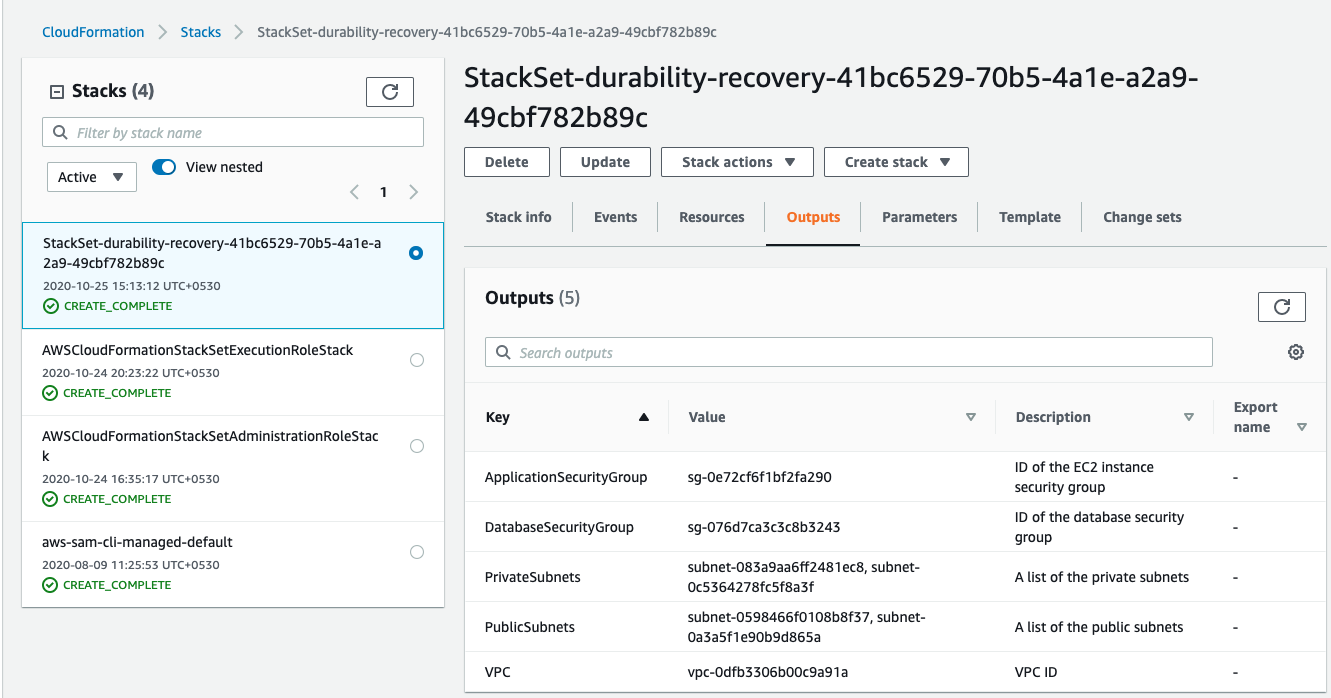 CloudFormation > Stacks > StackSet-durability-recovery-41bc6529-70b5-4a1e-a2a9-49cbf782b89c
Stacks (4)
Filter by stack name
Active
View nested
1
StackSet-durability-recovery-41bc6529-70b5-4a1e-a
2a9-49cbf782b89c
2020-10-25 15:13:12 UTC+0530
CREATE_COMPLETE
AWSCloudFormationStackSetExecutionRoleStack
2020-10-24 20:23:22 UTC+0530
CREATE_COMPLETE
AWSCloudFormationStackSetAdministrationRoleStac
k
2020-10-24 16:35:17 UTC+0530
CREATE_COMPLETE
aws-sam-cli-managed-default
2020-08-09 11:25:53 UTC+0530
CREATE_COMPLETE
StackSet-durability-recovery-41bc6529-70b5-4a1e-a2a9-
49cbf782b89c
Delete Update Stack actions Create stack
Stack info Events Resources Outputs Parameters Template Change sets
Outputs (5)
Search outputs
Key Value Description Export
name
ApplicationSecurityGroup sg-0e72cf6f1bf2fa290 ID of the EC2 instance
security group -
DatabaseSecurityGroup sg-076d7ca3c3c8b3243 ID of the database security
group -
PrivateSubnets subnet-083a9aa6ff2481ec8, subnet-
0c5364278fc5f8a3f A list of the private subnets -
PublicSubnets subnet-0598466f0108b8f37, subnet-
0a3a5f1e90b9d865a A list of the public subnets -
VPC vpc-0dfb3306b00c9a91a VPC ID -